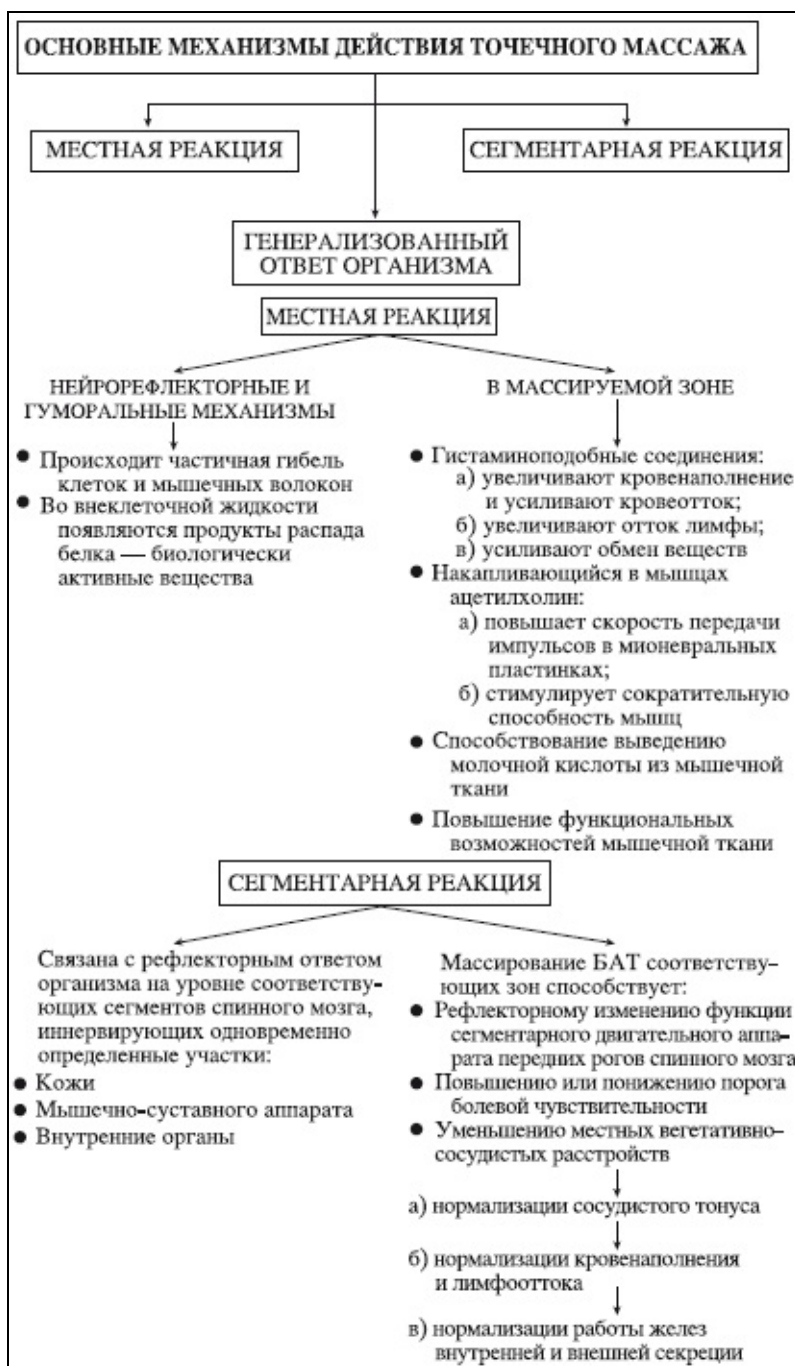 ОСНОВНЫЕ МЕХАНИЗМЫ ДЕЙСТВИЯ ТОЧЕЧНОГО МАССАЖА
МЕСТНАЯ РЕАКЦИЯ
СЕГМЕНТАРНАЯ РЕАКЦИЯ
ГЕНЕРАЛИЗОВАННЫЙ
ОТВЕТ ОРГАНИЗМА
МЕСТНАЯ РЕАКЦИЯ
НЕЙРОРЕФЛЕКТОРНЫЕ И
ГУМОРАЛЬНЫЕ МЕХАНИЗМЫ
● Происходит частичная гибель
клеток и мышечных волокон
● Во внеклеточной жидкости
появляются продукты распада
белка — биологически
активные вещества
В МАССИРУЕМОЙ ЗОНЕ
● Гистаминоподобные соединения:
а) увеличивают кровенаполнение
и усиливают кровеотток;
б) увеличивают отток лимфы;
в) усиливают обмен веществ
● Накапливающийся в мышцах
ацетилхолин:
а) повышает скорость передачи
импульсов в мионевральных
пластинках;
б) стимулирует сократительную
способность мышц
● Способствование выведению
молочной кислоты из мышечной
ткани
● Повышение функциональных
возможностей мышечной ткани
СЕГМЕНТАРНАЯ РЕАКЦИЯ
Связана с рефлекторным ответом
организма на уровне соответству-
ющих сегментов спинного мозга,
иннервирующих одновременно
определенные участки:
● Кожи
● Мышечно-суставного аппарата
● Внутренние органы
Массирование БАТ соответству-
ющих зон способствует:
● Рефлекторному изменению функции
сегментарного двигательного аппа-
рата передних рогов спинного мозга
● Повышению или понижению порога
болевой чувствительности
● Уменьшению местных вегетативно-
сосудистых расстройств
а) нормализации сосудистого тонуса
б) нормализации кровенаполнения
и лимфооттока
в) нормализации работы желез
внутренней и внешней секреции